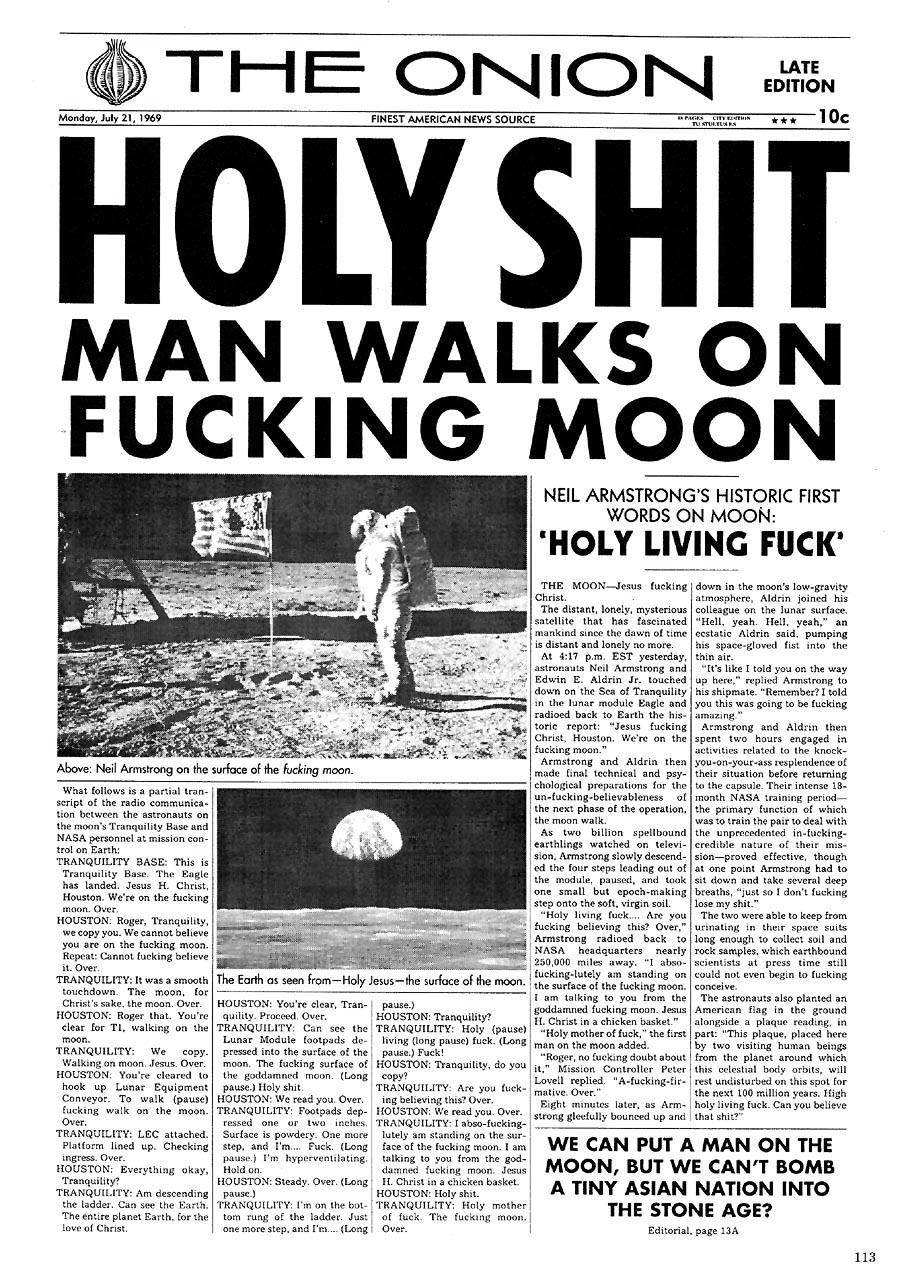 THE ONION
LATE
EDITION
Monday, July 21, 1969
FINEST AMERICAN NEWS SOURCE
CITY EDITION
TU STULTUS ES
★★★
10c
HOLY SHIT
MAN WALKS ON
FUCKING MOON
Above: Neil Armstrong on the surface of the fucking moon.
What follows is a partial tran-
script of the radio communica-
tion between the astronauts on
the moon's Tranquility Base and
NASA personnel at mission con-
trol on Earth:
TRANQUILITY BASE: This is
Tranquility Base. The Eagle
has landed. Jesus H. Christ,
Houston. We're on the fucking
moon. Over.
HOUSTON: Roger, Tranquility,
we copy you. We cannot believe
you are on the fucking moon.
Repeat: Cannot fucking believe
it. Over.
TRANQUILITY: It was a smooth
touchdown. The moon, for
Christ's sake, the moon. Over.
HOUSTON: Roger that. You're
clear for T1, walking on the
moon.
TRANQUILITY: We copy.
Walking on moon. Jesus. Over.
HOUSTON: You're cleared to
hook up Lunar Equipment
Conveyor. To walk (pause)
fucking walk on the moon.
Over.
TRANQUILITY: LEC attached.
Platform lined up. Checking
ingress. Over.
HOUSTON: Everything okay,
Tranquility?
TRANQUILITY: Am descending
the ladder. Can see the Earth.
The entire planet Earth, for the
love of Christ.
The Earth as seen from—Holy Jesus—the surface of the moon.
HOUSTON: You're clear, Tran-
quility. Proceed. Over.
TRANQUILITY: Can see the
Lunar Module footpads de-
pressed into the surface of the
moon. The fucking surface of
the goddamned moon. (Long
pause.) Holy shit.
HOUSTON: We read you. Over.
TRANQUILITY: Footpads dep-
ressed one or two inches.
Surface is powdery. One more
step, and I'm.... Fuck. (Long
pause.) I'm hyperventilating.
Hold on.
HOUSTON: Steady. Over. (Long
pause.)
TRANQUILITY: I'm on the bot-
tom rung of the ladder. Just
one more step, and I'm.... (Long
pause.)
HOUSTON: Tranquility?
TRANQUILITY: Holy (pause)
living (long pause) fuck. (Long
pause.) Fuck!
HOUSTON: Tranquility, do you
copy?
TRANQUILITY: Are you fuck-
ing believing this? Over.
HOUSTON: We read you. Over.
TRANQUILITY: I abso-fucking-
lutely am standing on the sur-
face of the fucking moon. I am
talking to you from the god-
damned fucking moon. Jesus
H. Christ in a chicken basket.
HOUSTON: Holy shit.
TRANQUILITY: Holy mother
of fuck. The fucking moon.
Over.
NEIL ARMSTRONG'S HISTORIC FIRST
WORDS ON MOON:
'HOLY LIVING FUCK'
THE MOON—Jesus fucking
Christ.
The distant, lonely, mysterious
satellite that has fascinated
mankind since the dawn of time
is distant and lonely no more.
At 4:17 p.m. EST yesterday,
astronauts Neil Armstrong and
Edwin E. Aldrin Jr. touched
down on the Sea of Tranquility
in the lunar module Eagle and
radioed back to Earth the his-
toric report: "Jesus fucking
Christ, Houston. We're on the
fucking moon."
Armstrong and Aldrin then
made final technical and psy-
chological preparations for the
un-fucking-believableness of
the next phase of the operation,
the moon walk.
As two billion spellbound
earthlings watched on televi-
sion, Armstrong slowly descend-
ed the four steps leading out of
the module, paused, and took
one small but epoch-making
step onto the soft, virgin soil.
"Holy living fuck.... Are you
fucking believing this? Over,"
Armstrong radioed back to
NASA headquarters nearly
250,000 miles away. "I abso-
fucking-lutely am standing on
the surface of the fucking moon.
I am talking to you from the
goddamned fucking moon. Jesus
H. Christ in a chicken basket."
"Holy mother of fuck," the first
man on the moon added.
"Roger, no fucking doubt about
it," Mission Controller Peter
Lovell replied. "A-fucking-fir-
mative. Over."
Eight minutes later, as Arm-
strong gleefully bounced up and
down in the moon's low-gravity
atmosphere, Aldrin joined his
colleague on the lunar surface.
"Hell, yeah. Hell, yeah," an
ecstatic Aldrin said, pumping
his space-gloved fist into the
thin air.
"It's like I told you on the way
up here," replied Armstrong to
his shipmate. "Remember? I told
you this was going to be fucking
amazing."
Armstrong and Aldrin then
spent two hours engaged in
activities related to the knock-
you-on-your-ass resplendence of
their situation before returning
to the capsule. Their intense 18-
month NASA training period—
the primary function of which
was to train the pair to deal with
the unprecedented in-fucking-
credible nature of their mis-
sion—proved effective, though
at one point Armstrong had to
sit down and take several deep
breaths, "just so I don't fucking
lose my shit."
The two were able to keep from
urinating in their space suits
long enough to collect soil and
rock samples, which earthbound
scientists at press time still
could not even begin to fucking
conceive.
The astronauts also planted an
American flag in the ground
alongside a plaque reading, in
part: "This plaque, placed here
by two visiting human beings
from the planet around which
this celestial body orbits, will
rest undisturbed on this spot for
the next 100 million years. High
holy living fuck. Can you believe
that shit?"
WE CAN PUT A MAN ON THE
MOON, BUT WE CAN'T BOMB
A TINY ASIAN NATION INTO
THE STONE AGE?
Editorial, page 13A
113